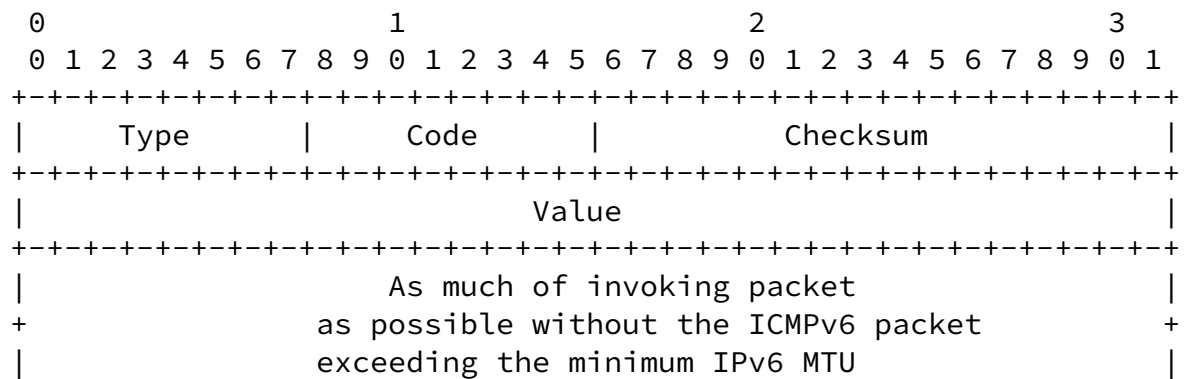 0                   1                   2                   3
 0 1 2 3 4 5 6 7 8 9 0 1 2 3 4 5 6 7 8 9 0 1 2 3 4 5 6 7 8 9 0 1
+-+-+-+-+-+-+-+-+-+-+-+-+-+-+-+-+-+-+-+-+-+-+-+-+-+-+-+-+-+-+-+-+
|     Type      |     Code      |          Checksum             |
+-+-+-+-+-+-+-+-+-+-+-+-+-+-+-+-+-+-+-+-+-+-+-+-+-+-+-+-+-+-+-+-+
|                            Value                              |
+-+-+-+-+-+-+-+-+-+-+-+-+-+-+-+-+-+-+-+-+-+-+-+-+-+-+-+-+-+-+-+-+
|                    As much of invoking packet                 |
+                as possible without the ICMPv6 packet          +
|                exceeding the minimum IPv6 MTU                 |